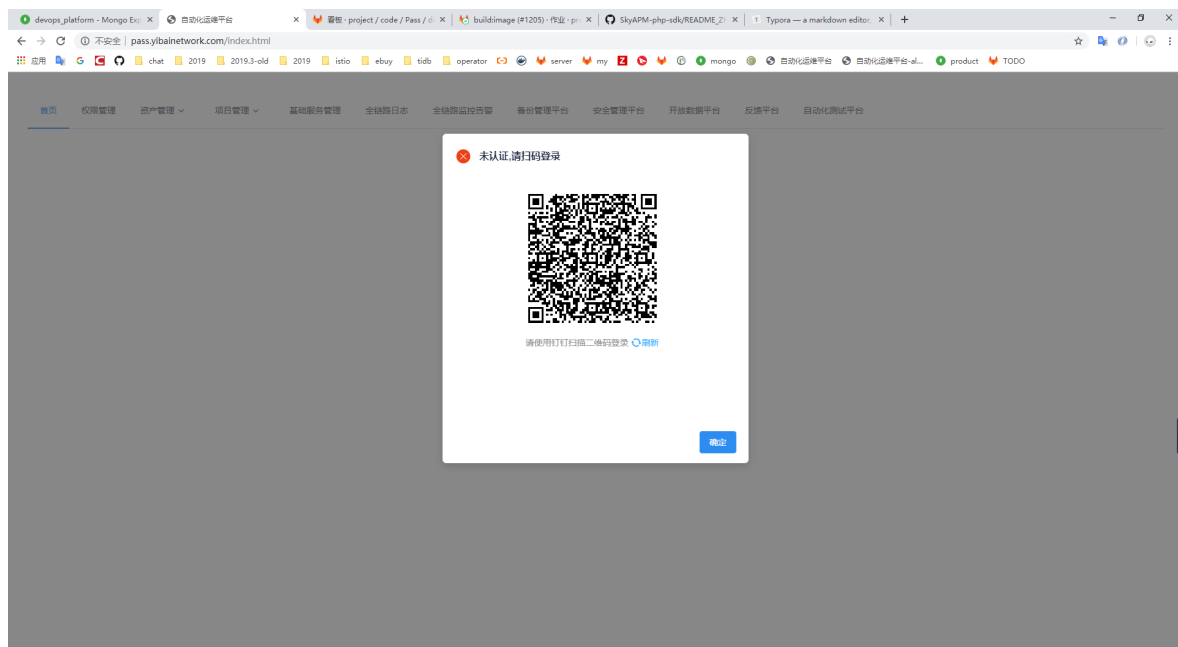 devops_platform - Mongo Exp
自动化运维平台
看板 · project / code / Pass / d
build:image (#1205) · 作业 · pro
SkyAPM-php-sdk/README_Z
Typora — a markdown editor,
不安全 | pass.yibainetwork.com/index.html
应用 chat 2019 2019.3-old 2019 istio ebuy tidb operator server my mongo 自动化运维平台 自动化运维平台-al... product TODO
首页 权限管理 资产管理 项目管理 基础服务管理 全链路日志 全链路监控告警 备份管理平台 安全管理平台 开放数据平台 反馈平台 自动化测试平台
未认证,请扫码登录
请使用钉钉扫描二维码登录 刷新
确定